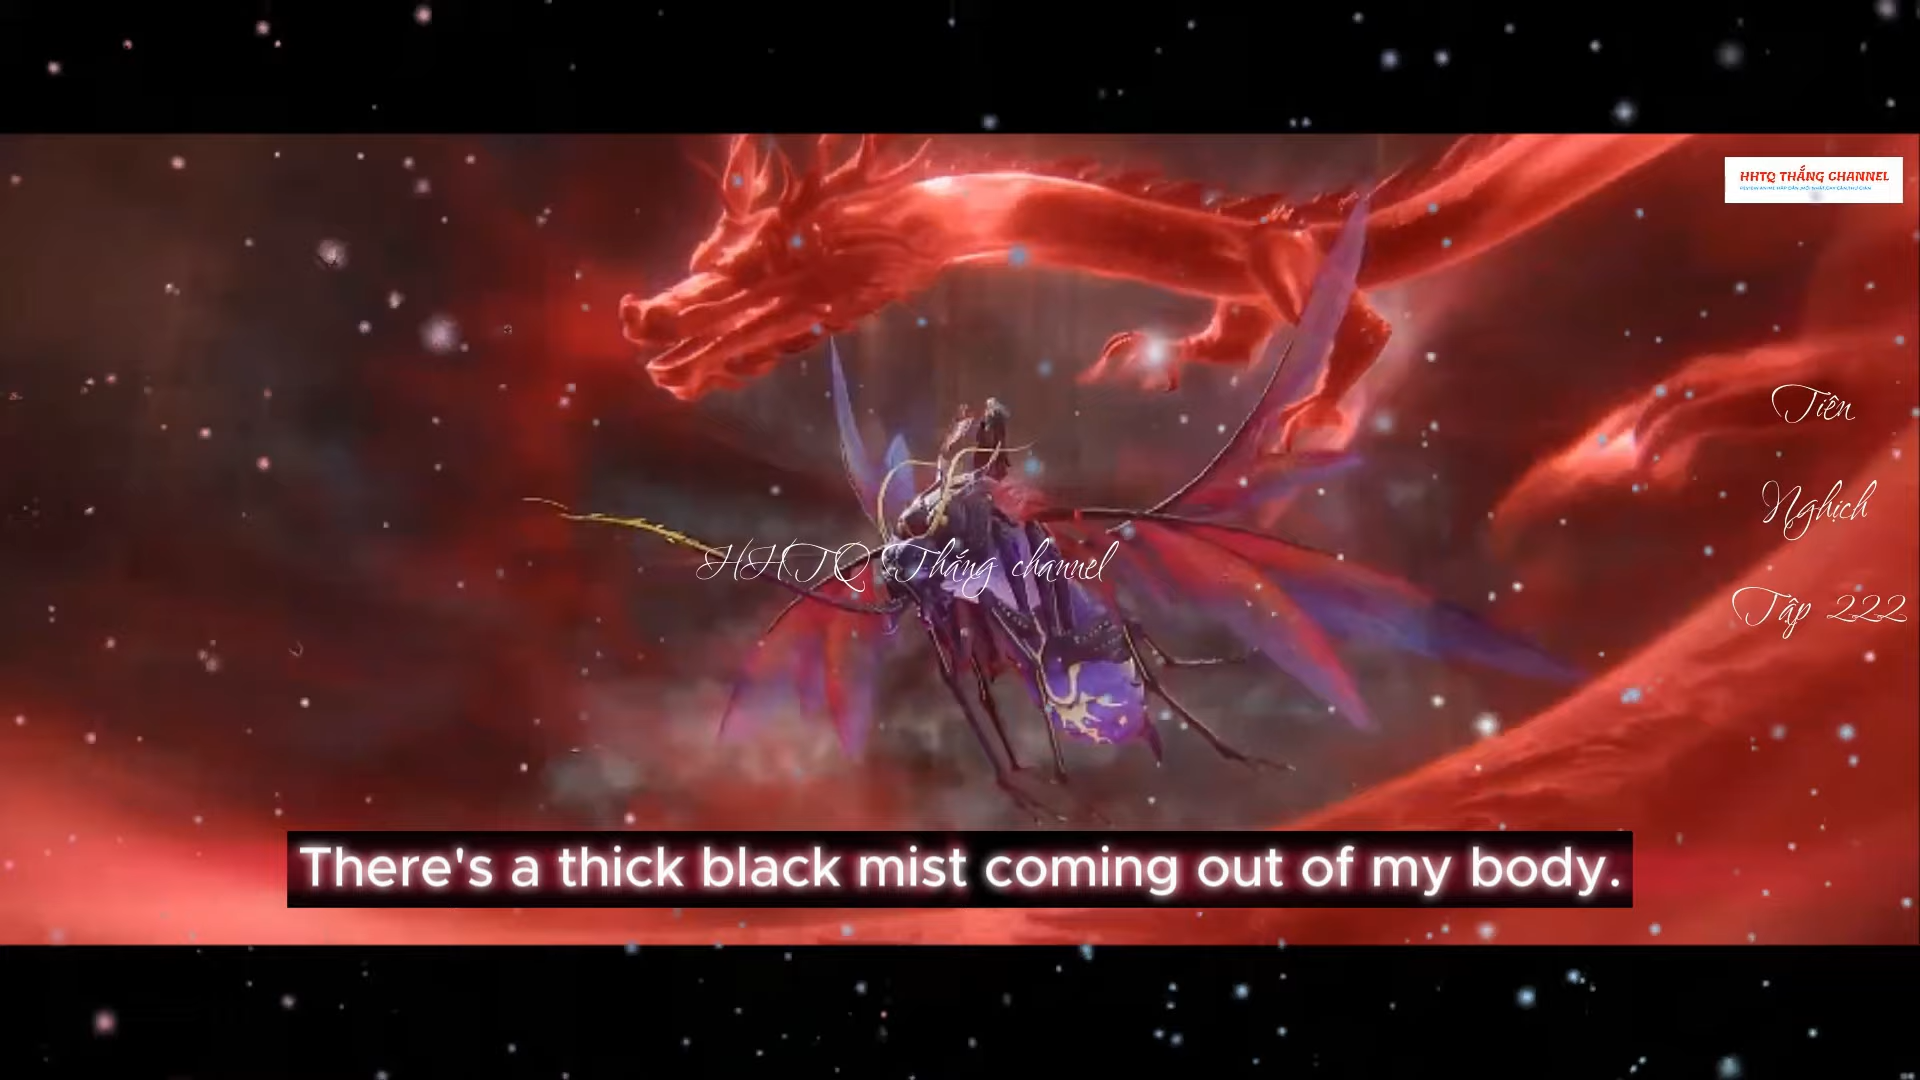 HHTQ THẮNG CHANNEL
Tiên
Nghịch
HHTQ Thắng channel
Tập 222
There's a thick black mist coming out of my body.